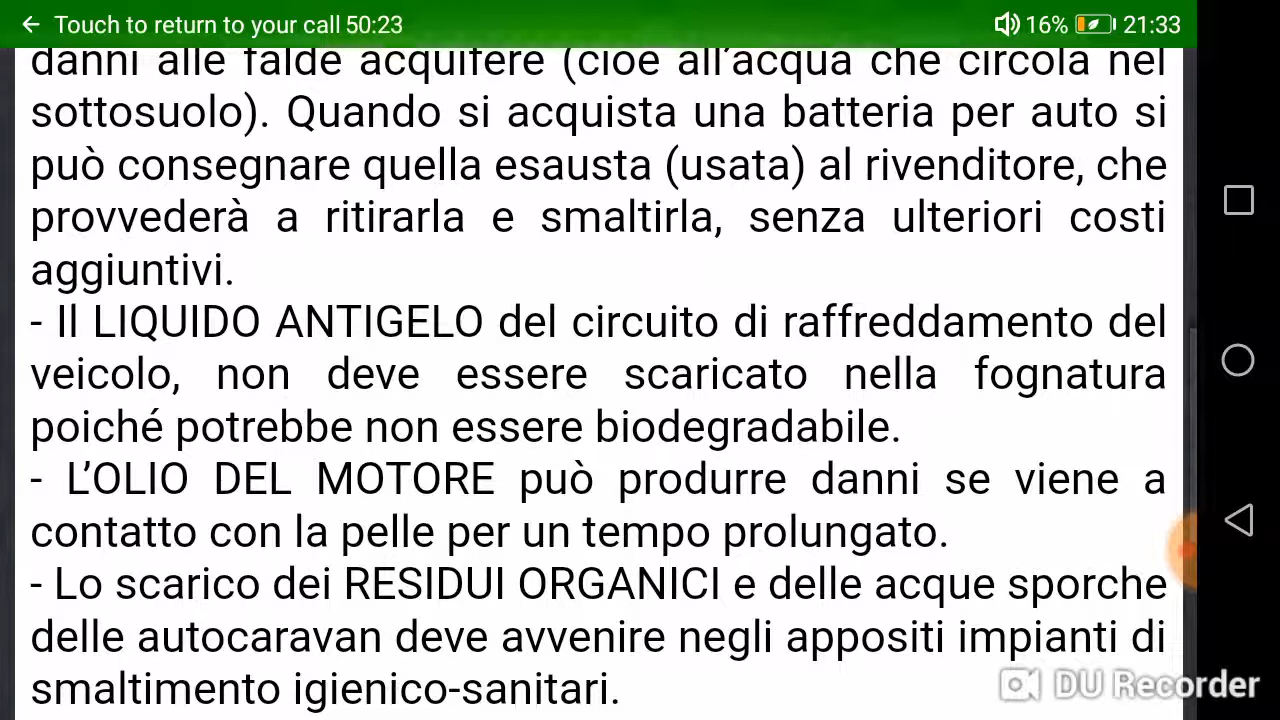 Touch to return to your call 50:23
16%
21:33
danni alle falde acquifere (cioè all'acqua che circola nel
sottosuolo). Quando si acquista una batteria per auto si
può consegnare quella esausta (usata) al rivenditore, che
provvederà a ritirarla e smaltirla, senza ulteriori costi
aggiuntivi.
- Il LIQUIDO ANTIGELO del circuito di raffreddamento del
veicolo, non deve essere scaricato nella fognatura
poiché potrebbe non essere biodegradabile.
- L'OLIO DEL MOTORE può produrre danni se viene a
contatto con la pelle per un tempo prolungato.
- Lo scarico dei RESIDUI ORGANICI e delle acque sporche
delle autocaravan deve avvenire negli appositi impianti di
smaltimento igienico-sanitari.
DU Recorder